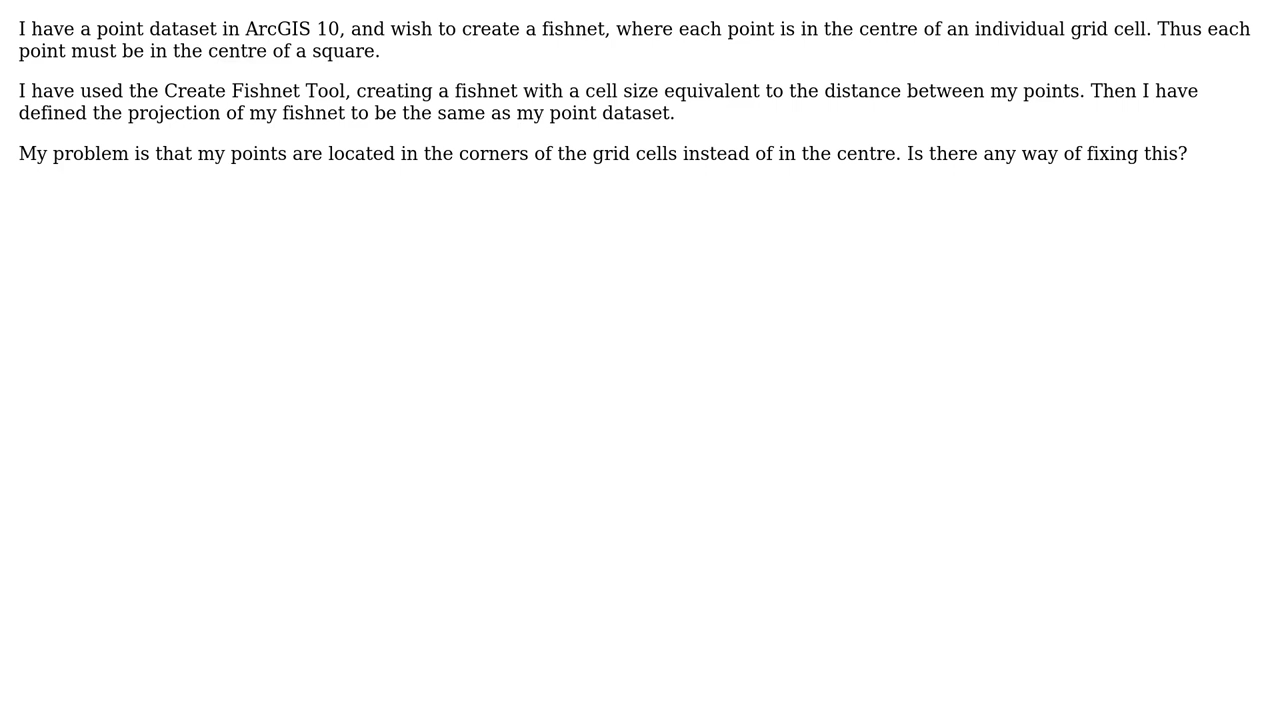 I have a point dataset in ArcGIS 10, and wish to create a fishnet, where each point is in the centre of an individual grid cell. Thus each
point must be in the centre of a square.
I have used the Create Fishnet Tool, creating a fishnet with a cell size equivalent to the distance between my points. Then I have
defined the projection of my fishnet to be the same as my point dataset.
My problem is that my points are located in the corners of the grid cells instead of in the centre. Is there any way of fixing this?